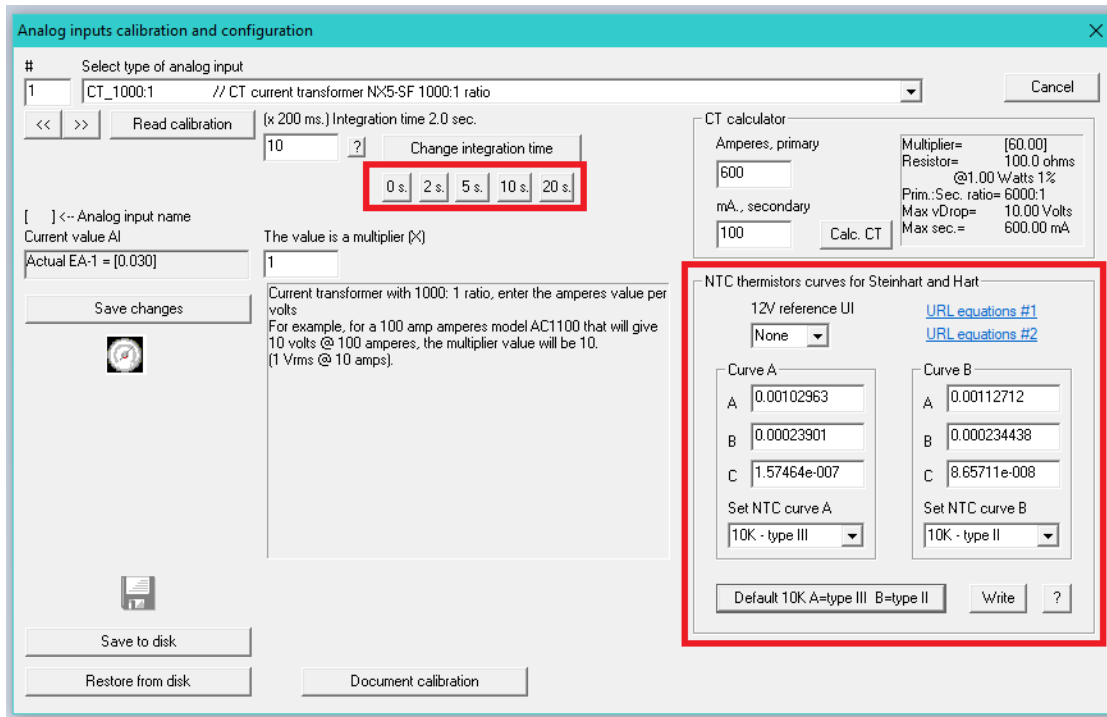 Analog inputs calibration and configuration
# Select type of analog input
1 CT_1000:1 // CT current transformer NX5-SF 1000:1 ratio
Cancel
<< >> Read calibration
(x 200 ms.) Integration time 2.0 sec.
10 ? Change integration time
0 s. 2 s. 5 s. 10 s. 20 s.
CT calculator
Amperes, primary
600
mA., secondary
100 Calc. CT
Multiplier= [60.00]
Resistor= 100.0 ohms
@1.00 Watts 1%
Prim.:Sec. ratio= 6000:1
Max vDrop= 10.00 Volts
Max sec.= 600.00 mA
[ ] <-- Analog input name
Current value AI
Actual EA-1 = [0.030]
The value is a multiplier (X)
1
Save changes
Current transformer with 1000: 1 ratio, enter the amperes value per
volts
For example, for a 100 amp amperes model AC1100 that will give
10 volts @ 100 amperes, the multiplier value will be 10.
(1 Vrms @ 10 amps).
NTC thermistors curves for Steinhart and Hart
12V reference UI
None
URL equations #1
URL equations #2
Curve A
A 0.00102963
B 0.00023901
C 1.57464e-007
Set NTC curve A
10K - type III
Curve B
A 0.00112712
B 0.000234438
C 8.65711e-008
Set NTC curve B
10K - type II
Default 10K A=type III B=type II Write ?
Save to disk
Restore from disk
Document calibration